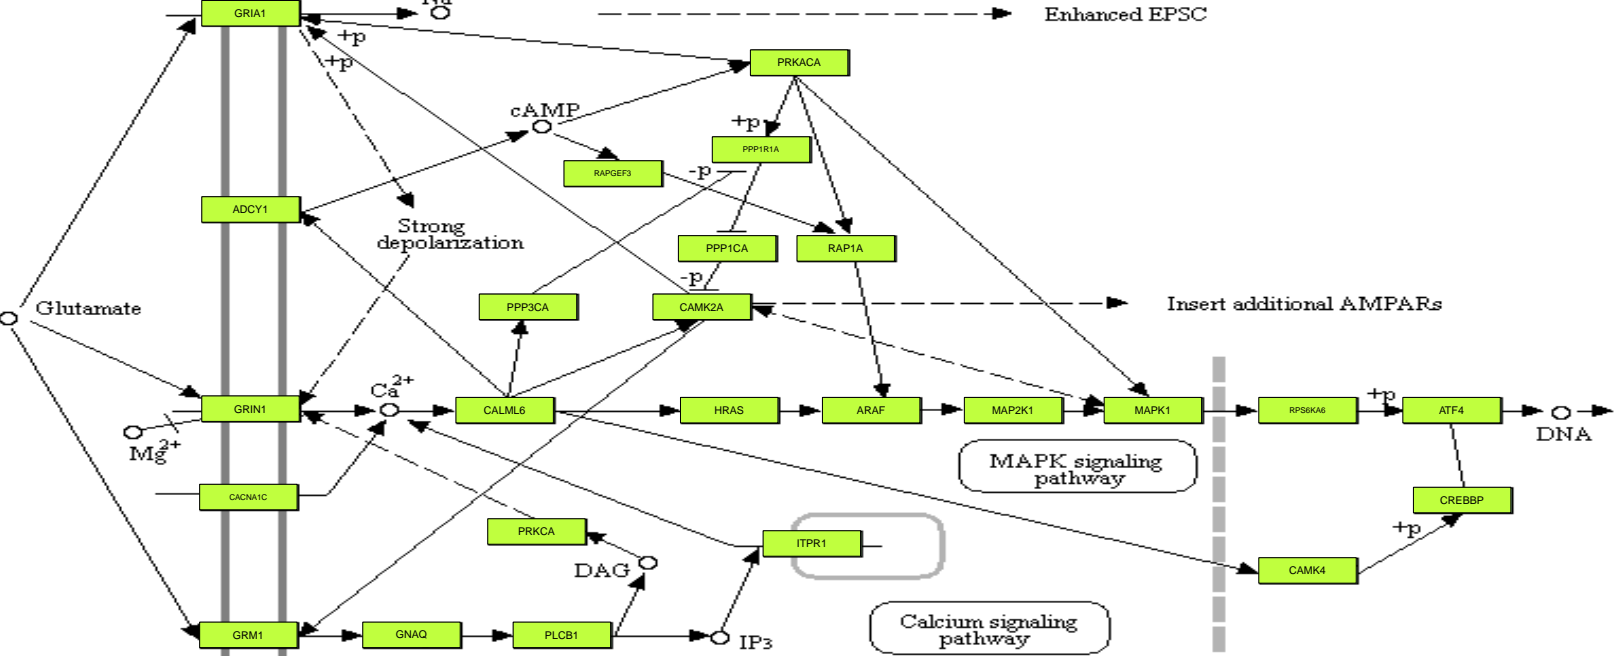 GRIA1
Na
Enhanced EPSC
+p
+p
PRKACA
cAMP
+p
PPP1R1A
RAPGEF3
-p
ADCY1
Strong
depolarization
PPP1CA
RAP1A
-p
Glutamate
PPP3CA
CAMK2A
Insert additional AMPARs
Ca2+
GRIN1
CALML6
HRAS
ARAF
MAP2K1
MAPK1
RPS6KA6
+p
ATF4
DNA
Mg2+
MAPK signaling
pathway
CACNA1C
CREBBP
PRKCA
ITPR1
+p
DAG
CAMK4
GRM1
GNAQ
PLCB1
IP3
Calcium signaling
pathway